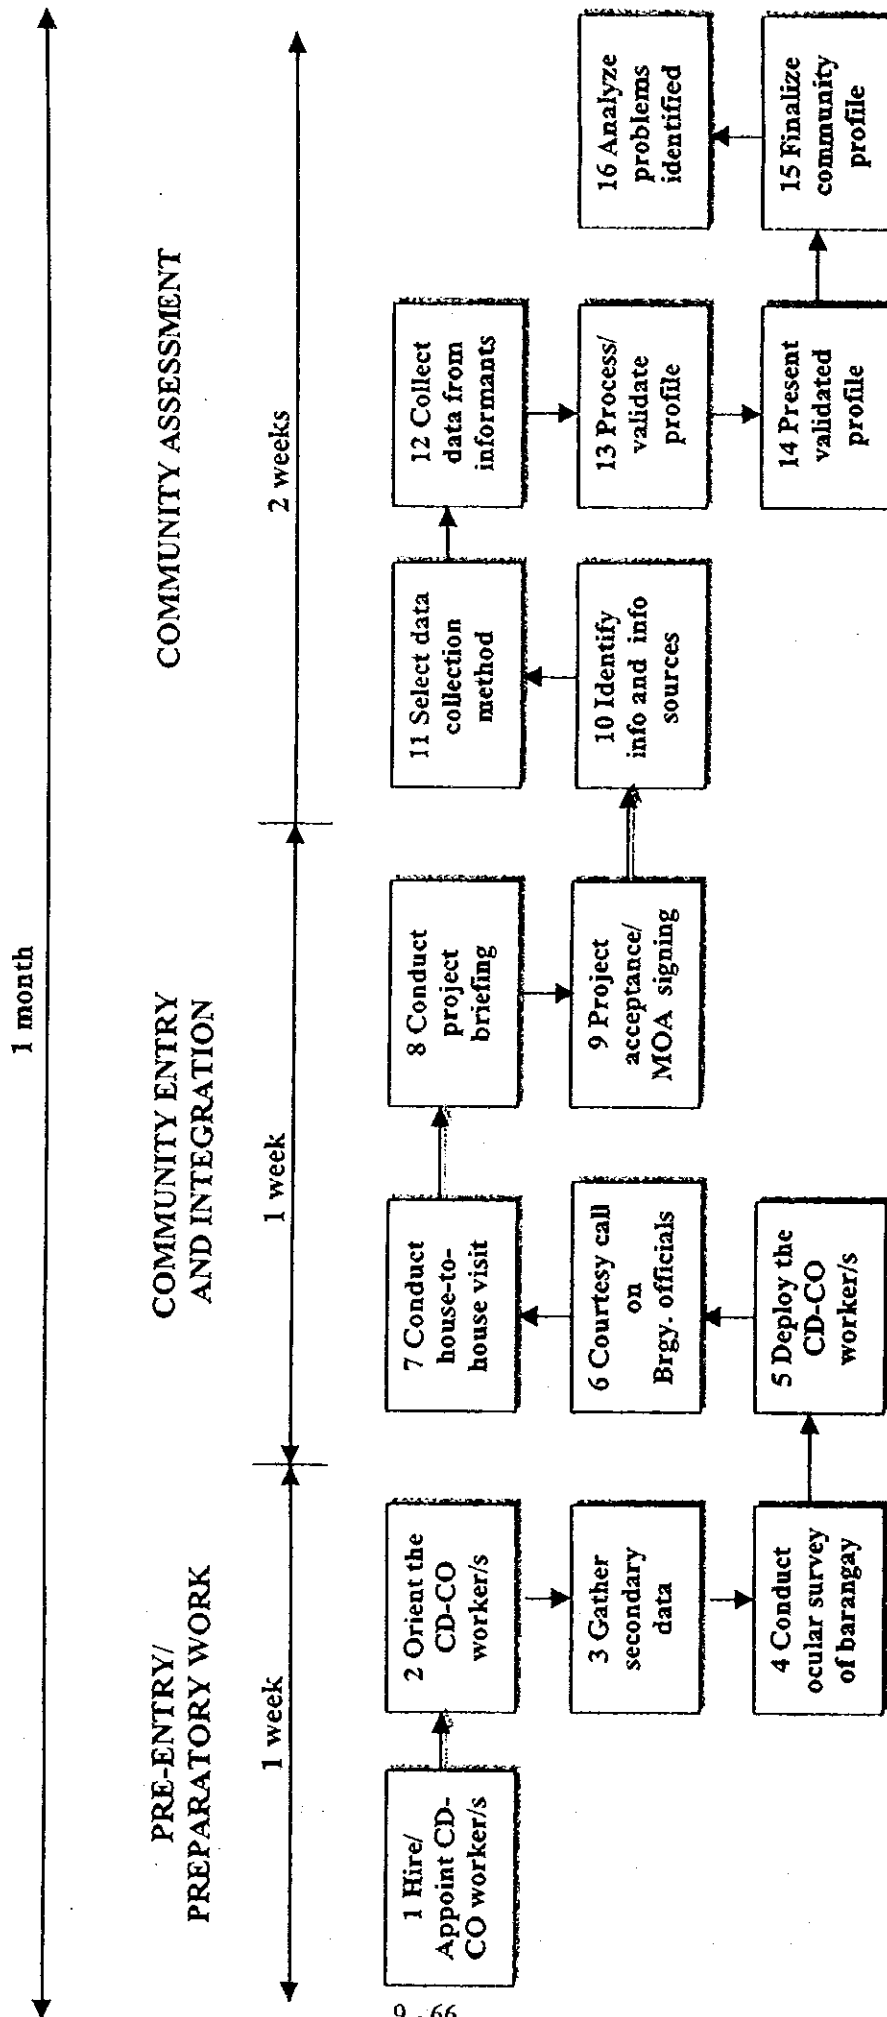 1 month
PRE-ENTRY/
PREPARATORY WORK
COMMUNITY ENTRY
AND INTEGRATION
COMMUNITY ASSESSMENT
1 week
1 week
2 weeks
1 Hire/
Appoint CD-
CO worker/s
2 Orient the
CD-CO
worker/s
3 Gather
secondary
data
4 Conduct
ocular survey
of barangay
5 Deploy the
CD-CO
worker/s
6 Courtesy call
on
Brgy. officials
7 Conduct
house-to-
house visit
8 Conduct
project
briefing
9 Project
acceptance/
MOA signing
10 Identify
info and info
sources
11 Select data
collection
method
12 Collect
data from
informants
13 Process/
validate
profile
14 Present
validated
profile
15 Finalize
community
profile
16 Analyze
problems
identified
9 - 66